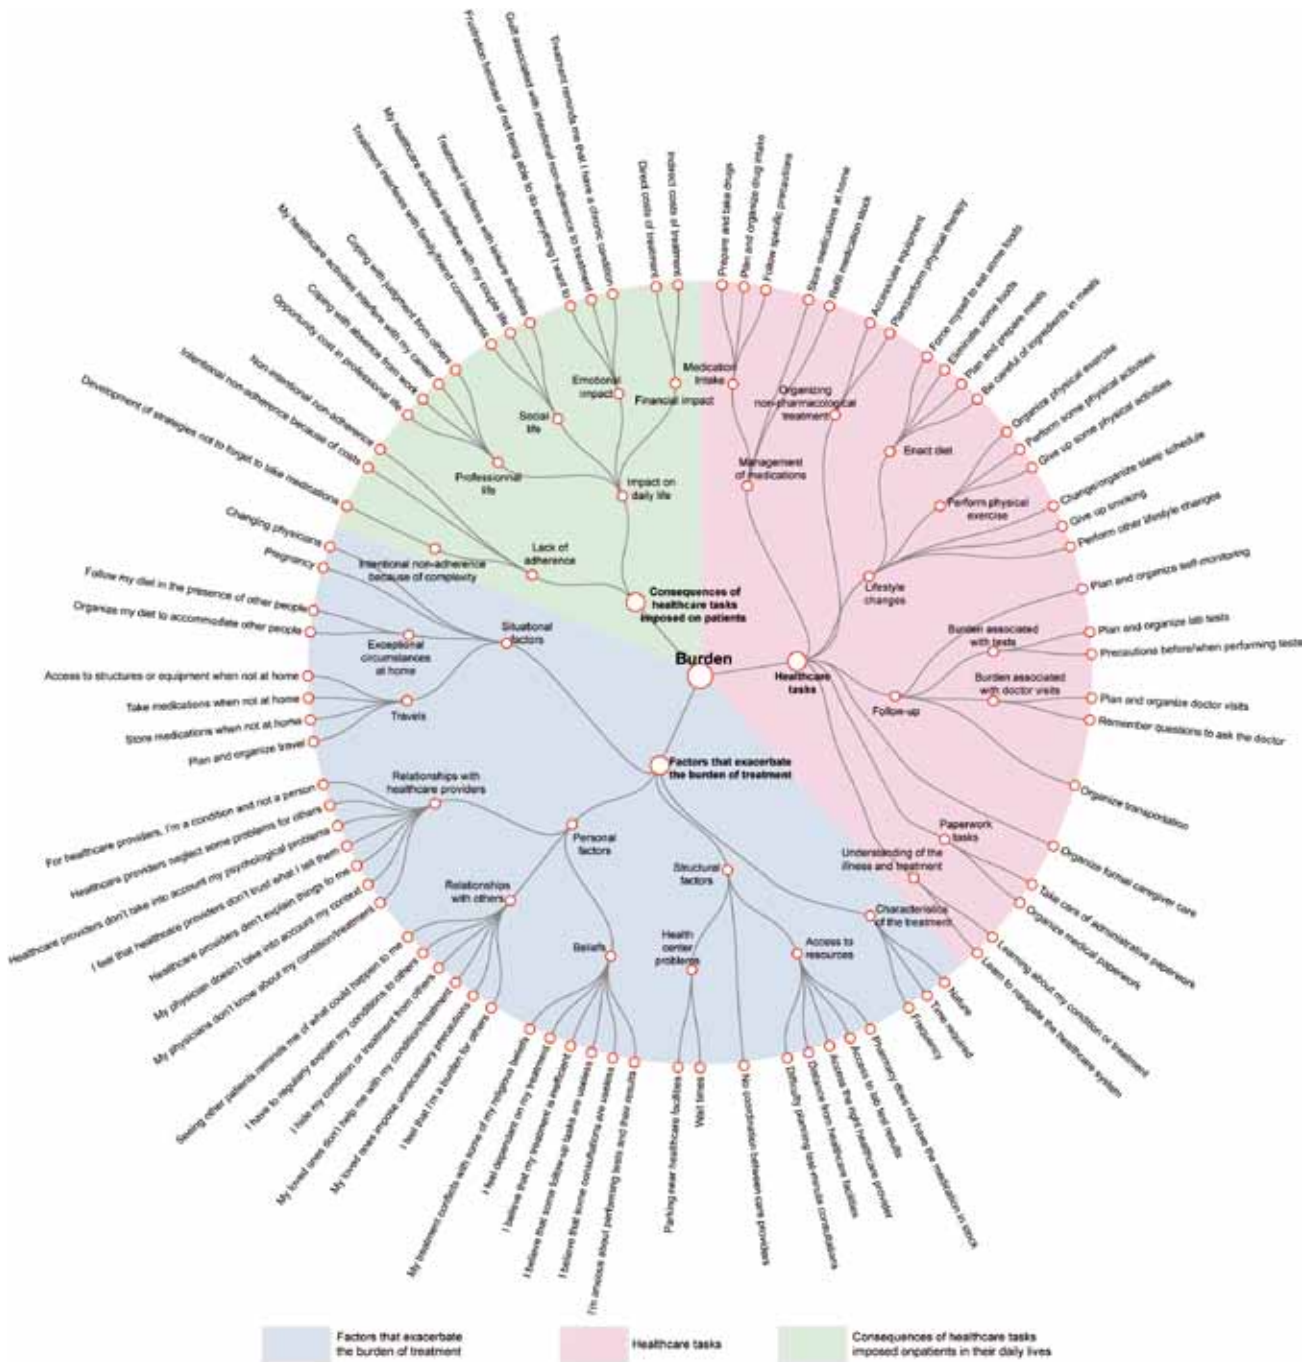 Frustration because of not being able to do everything I want to
Guilt associated with intentional non-adherence to treatment
Treatment reminds me that I have a chronic condition
Direct costs of treatment
Indirect costs of treatment
Prepare and take drugs
Plan and organize drug intake
Follow specific precautions
Store medications at home
Refill medication stock
Access/use equipment
Plan/perform physical therapy
Force myself to eat some foods
Eliminate some foods
Plan and prepare meals
Be careful of ingredients in meals
Organize physical exercise
Perform some physical activities
Give up some physical activities
Change/organize sleep schedule
Give up smoking
Perform other lifestyle changes
Plan and organize self-monitoring
Plan and organize lab tests
Precautions before/when performing tests
Plan and organize doctor visits
Remember questions to ask the doctor
Organize transportation
Organize formal caregiver care
Take care of administrative paperwork
Organize medical paperwork
Learning about my condition or treatment
Learn to navigate the healthcare system
Nature
Time required
Frequency
Pharmacy does not have the medication in stock
Access to lab test results
Access the right healthcare provider
Distance from healthcare facilities
Difficulty planning last-minute consultations
No coordination between care providers
Wait times
Parking near healthcare facilities
I'm anxious about performing tests and their results
I believe that some consultations are useless
I believe that some follow-up tasks are useless
I believe that my treatment is inefficient
I feel dependant on my treatment
My treatment conflicts with some of my religious beliefs
I feel that I'm a burden for others
My loved ones impose unnecessary precautions
My loved ones don't help me with my condition/treatment
I hide my condition or treatment from others
I have to regularly explain my conditions to others
Seeing other patients reminds me of what could happen to me
My physicians don't know about my condition/treatment
My physician doesn't take into account my context
Healthcare providers don't explain things to me
I feel that healthcare providers don't trust what I tell them
Healthcare providers don't take into account my psychological problems
Healthcare providers neglect some problems for others
For healthcare providers, I'm a condition and not a person
Plan and organize travel
Store medications when not at home
Take medications when not at home
Access to structures or equipment when not at home
Organize my diet to accommodate other people
Follow my diet in the presence of other people
Pregnancy
Changing physicians
Development of strategies not to forget to take medications
Intentional non-adherence because of costs
Non-intentional non-adherence
Opportunity cost in professional life
Coping with absence from work
My healthcare activities interfere with my career
Coping with judgment from others
Treatment interferes with family/friend comments
My healthcare activities interfere with my couple life
Treatment interferes with leisure activities
Emotional
impact
Financial impact
Medication
Intake
Organizing
non-pharmacological
treatment
Social
life
Enact diet
Professionnal
life
Impact on
daily life
Management
of medications
Perform physical
exercise
Lack of
adherence
Intentional non-adherence
because of complexity
Lifestyle
changes
Consequences of
healthcare tasks
imposed on patients
Situational
factors
Exceptional
circumstances
at home
Burden
Healthcare
tasks
Burden associated
with tests
Burden associated
with doctor visits
Follow-up
Travels
Factors that exacerbate
the burden of treatment
Relationships with
healthcare providers
Personal
factors
Paperwork
tasks
Understanding of the
illness and treatment
Structural
factors
Relationships
with others
Characteristics
of the treatment
Beliefs
Health
center
problems
Access to
resources
Factors that exacerbate
the burden of treatment
Healthcare tasks
Consequences of healthcare tasks
imposed onpatients in their daily lives